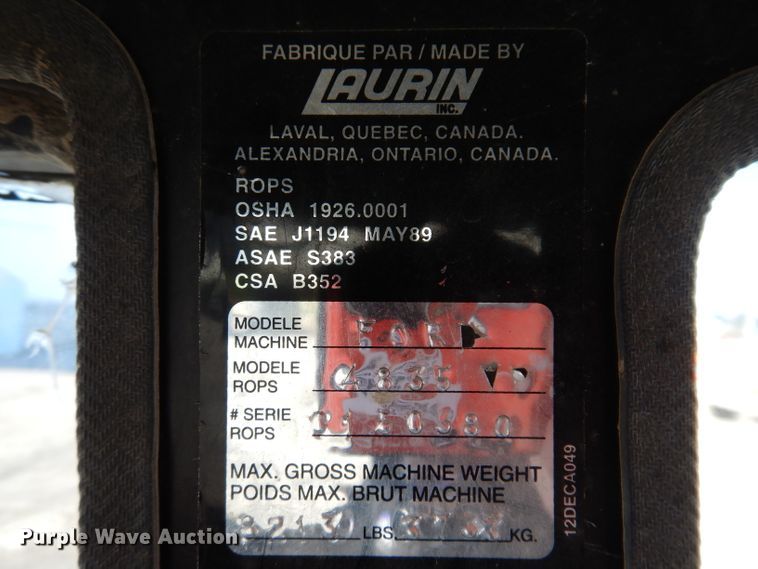 FABRIQUE PAR / MADE BY
LAURIN
INC.
LAVAL, QUEBEC, CANADA.
ALEXANDRIA, ONTARIO, CANADA.
ROPS
OSHA 1926.0001
SAE J1194 MAY89
ASAE S383
CSA B352
MODELE
MACHINE FORD
MODELE
ROPS 4835
# SERIE
ROPS
MAX. GROSS MACHINE WEIGHT
POIDS MAX. BRUT MACHINE
LBS. KG.
12DECA049
Purple Wave Auction.com